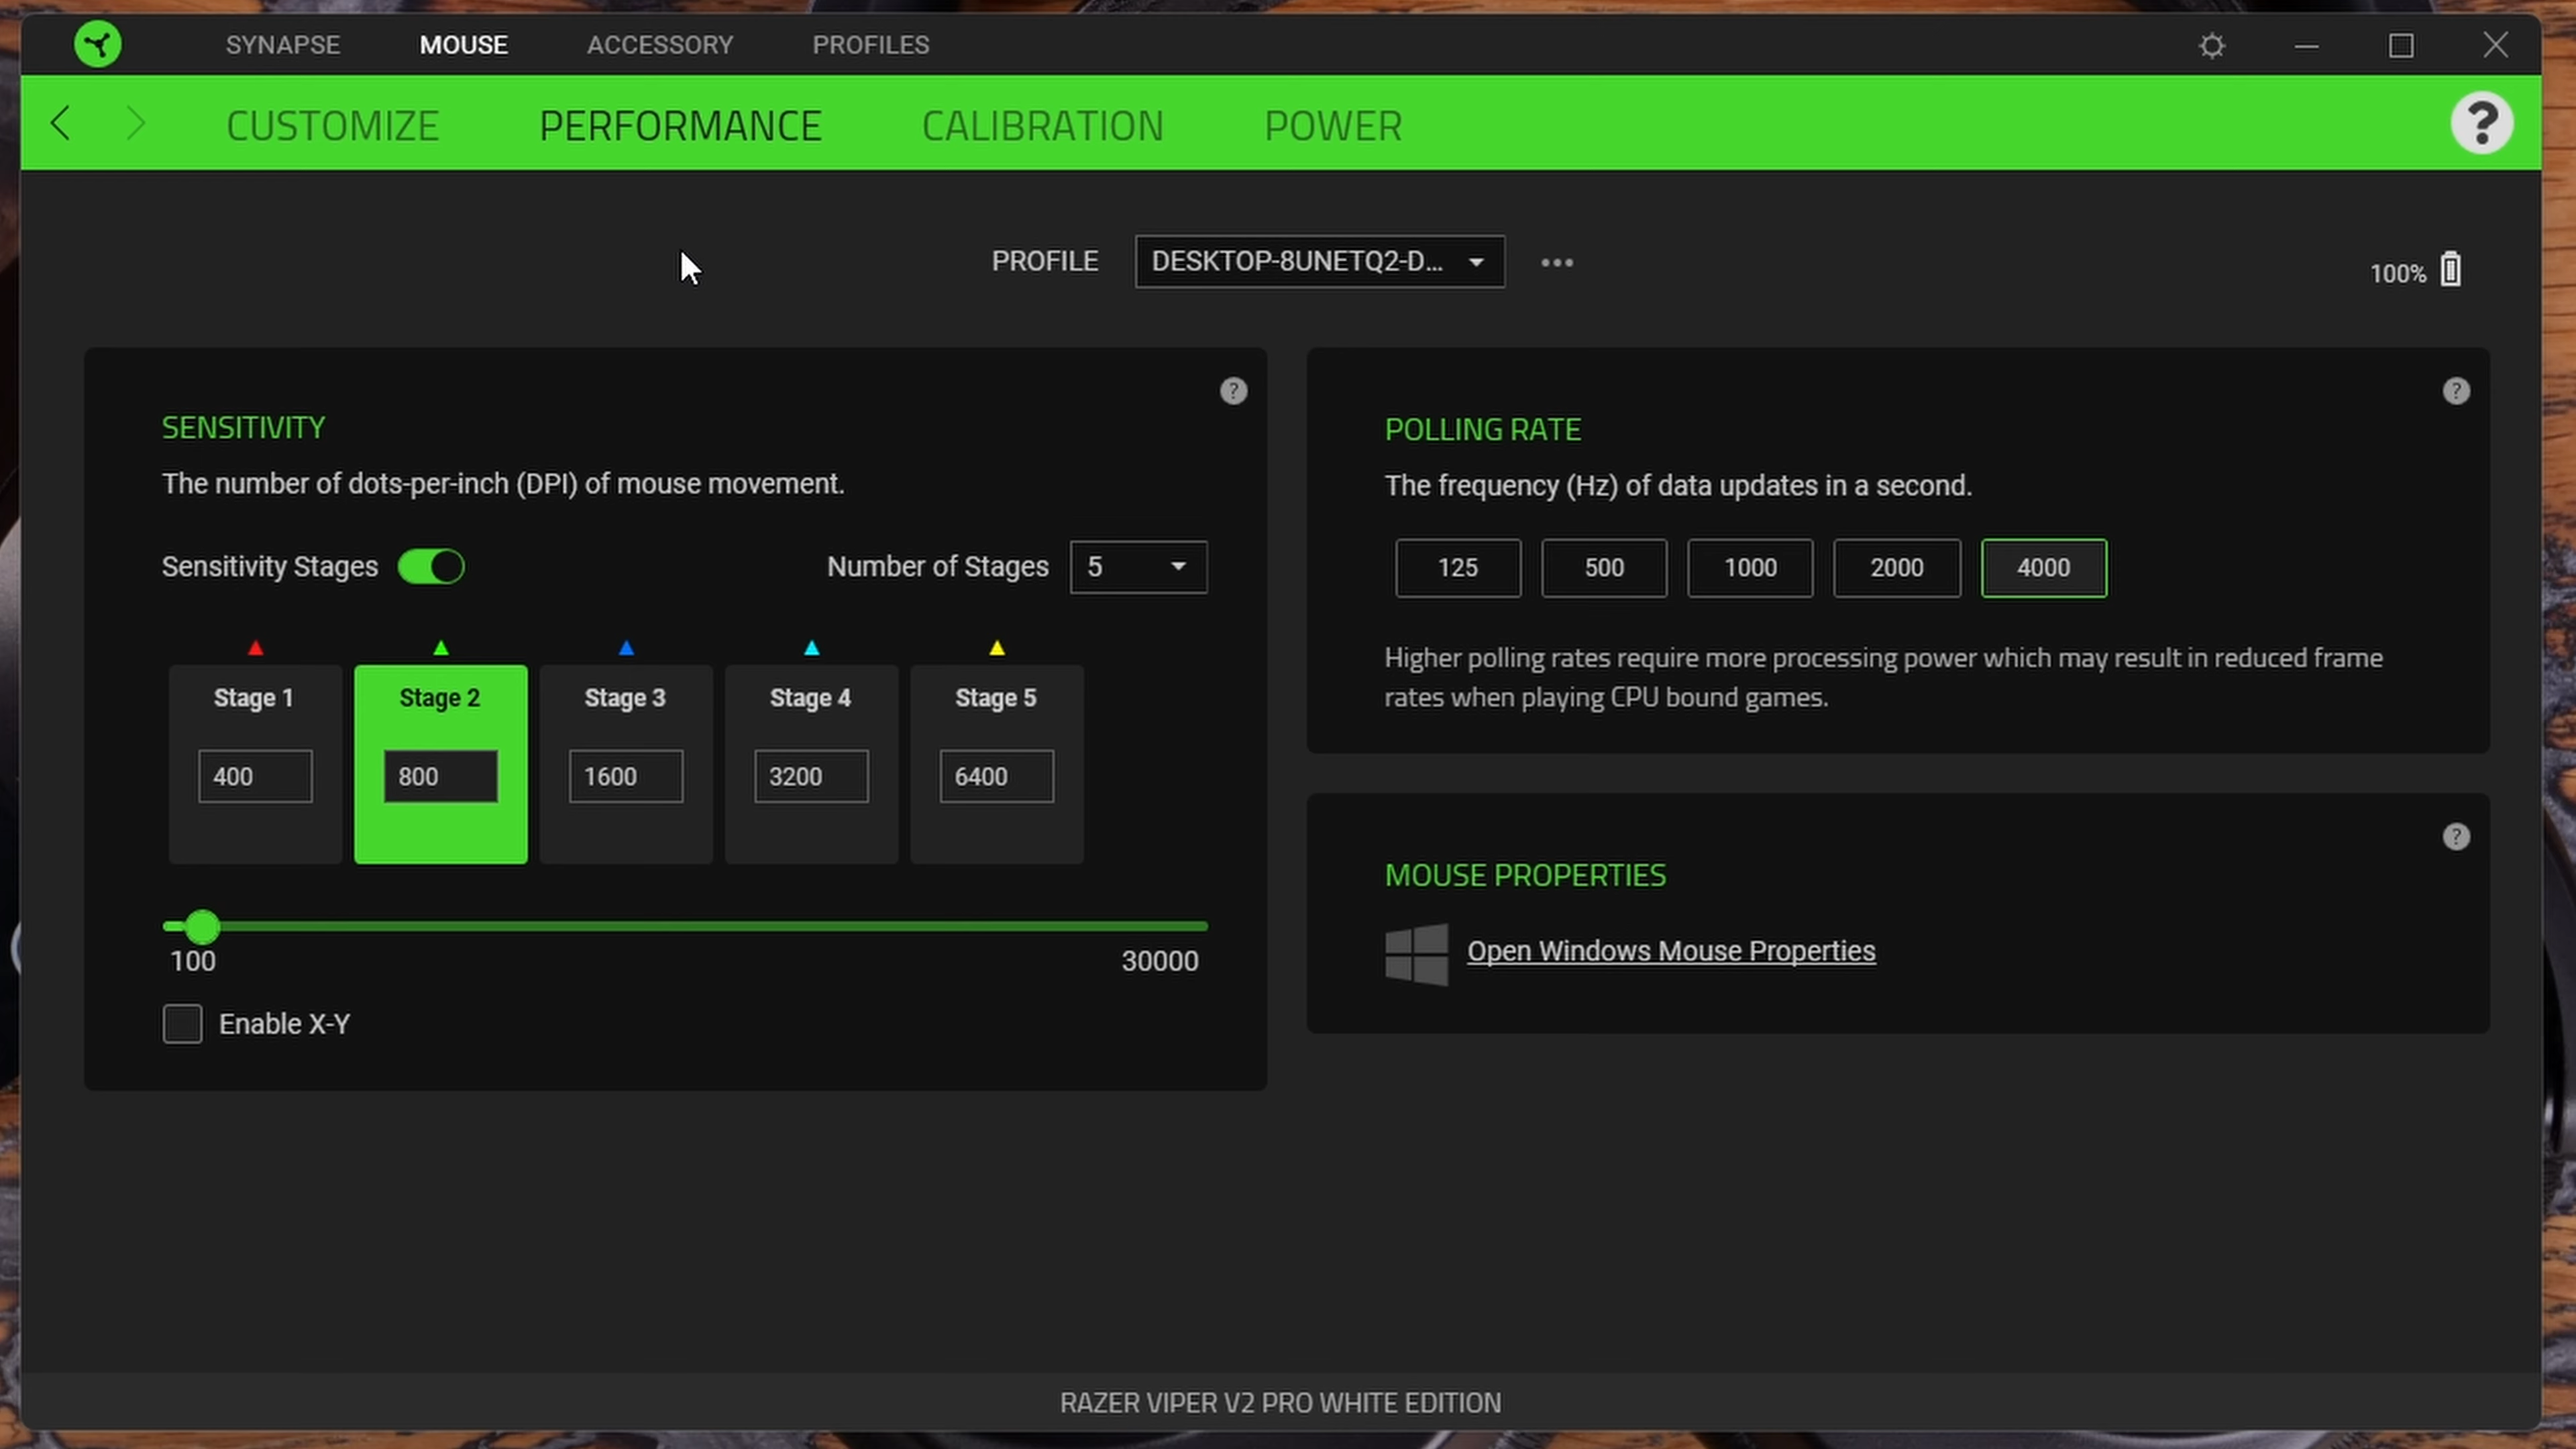 SYNAPSE MOUSE ACCESSORY PROFILES
CUSTOMIZE PERFORMANCE CALIBRATION POWER ?
PROFILE DESKTOP-8UNETQ2-D... ••• 100%
?
SENSITIVITY
The number of dots-per-inch (DPI) of mouse movement.
Sensitivity Stages Number of Stages 5
Stage 1 Stage 2 Stage 3 Stage 4 Stage 5
400 800 1600 3200 6400
100 30000
Enable X-Y
?
POLLING RATE
The frequency (Hz) of data updates in a second.
125 500 1000 2000 4000
Higher polling rates require more processing power which may result in reduced frame
rates when playing CPU bound games.
?
MOUSE PROPERTIES
Open Windows Mouse Properties
RAZER VIPER V2 PRO WHITE EDITION